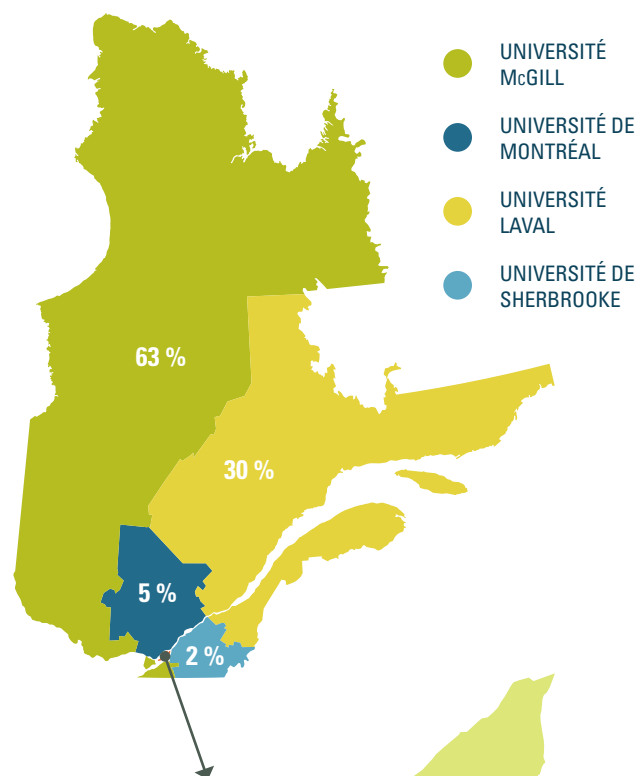 UNIVERSITÉ
McGILL
UNIVERSITÉ DE
MONTRÉAL
UNIVERSITÉ
LAVAL
UNIVERSITÉ DE
SHERBROOKE
63 %
30 %
5 %
2 %